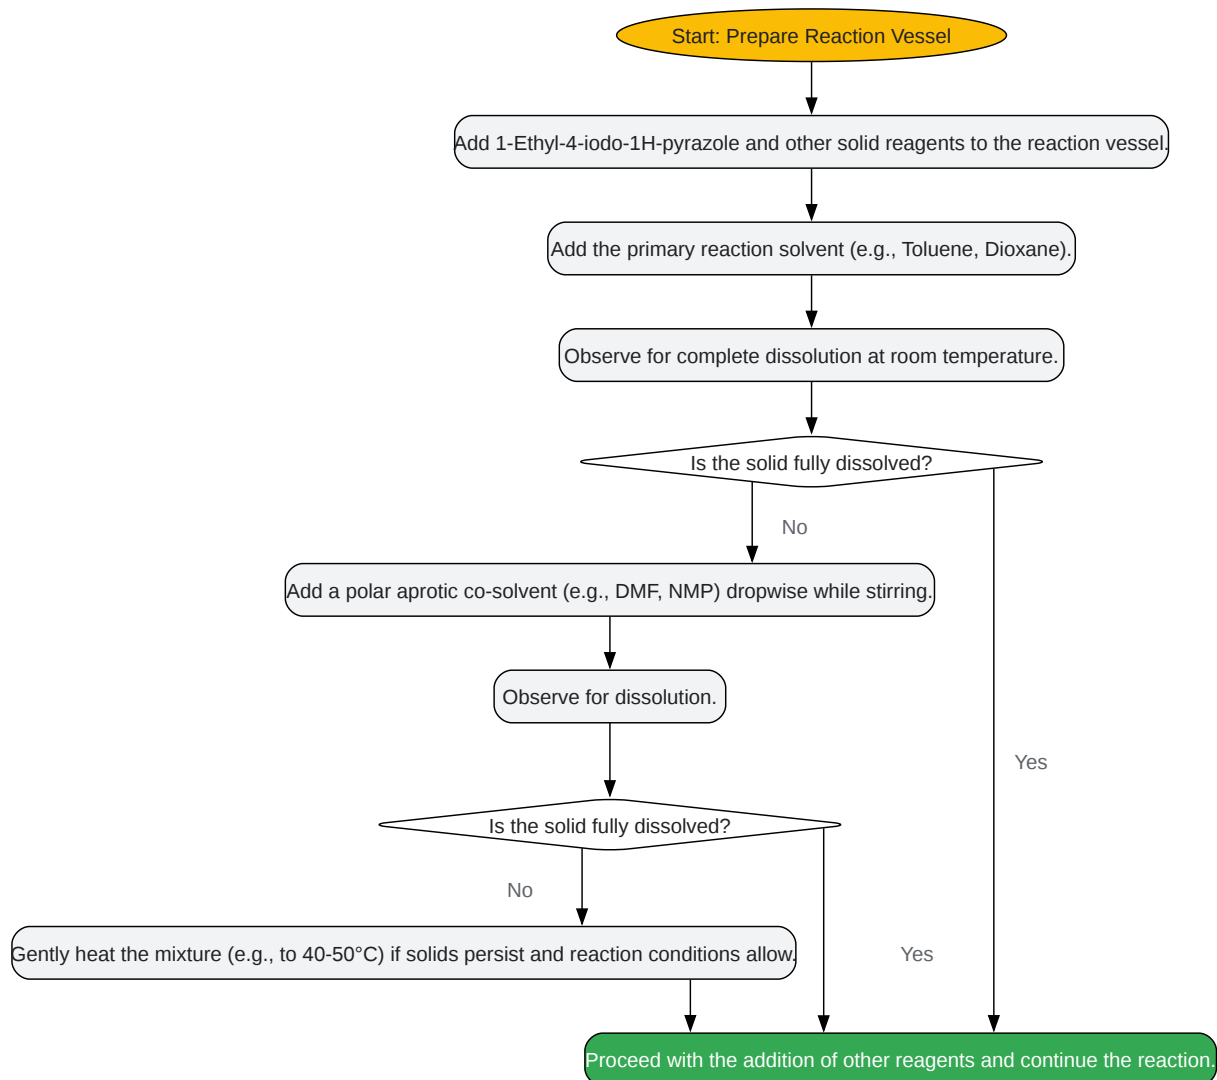 Start: Prepare Reaction Vessel
Add 1-Ethyl-4-iodo-1H-pyrazole and other solid reagents to the reaction vessel.
Add the primary reaction solvent (e.g., Toluene, Dioxane).
Observe for complete dissolution at room temperature.
Is the solid fully dissolved?
No
Add a polar aprotic co-solvent (e.g., DMF, NMP) dropwise while stirring.
Observe for dissolution.
Yes
Is the solid fully dissolved?
No
Gently heat the mixture (e.g., to 40-50°C) if solids persist and reaction conditions allow.
Yes
Proceed with the addition of other reagents and continue the reaction.